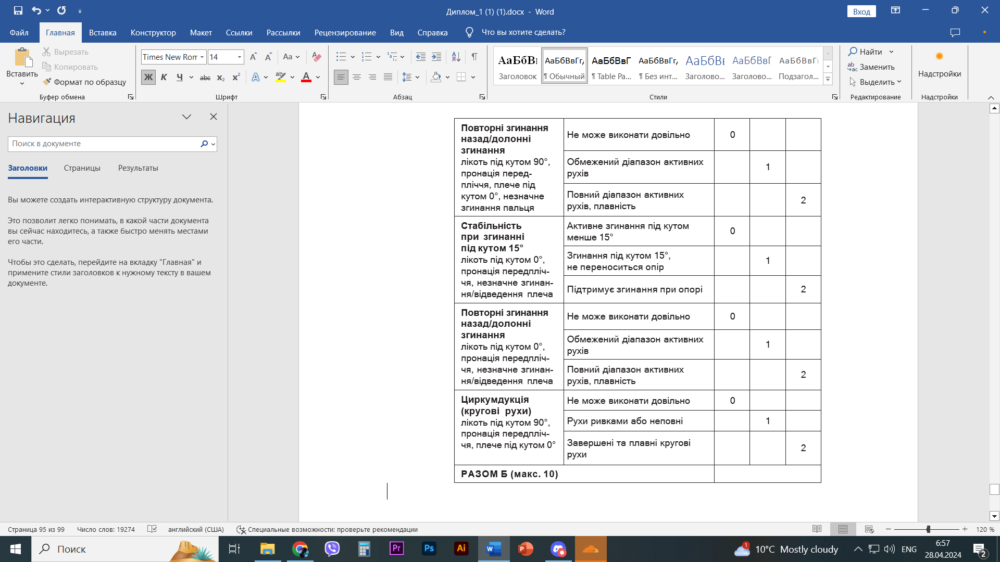 Диплом_1 (1) (1).docx - Word
Вход
Файл
Главная
Вставка
Конструктор
Макет
Ссылки
Рассылки
Рецензирование
Вид
Справка
Что вы хотите сделать?
Вставить
Вырезать
Копировать
Формат по образцу
Буфер обмена
Times New Rom
14
Aa
Ж К Ч abc x₂ x² A ab A
Шрифт
Абзац
АаБбВ
Заголовок
АаБбВвГг
¶ Обычный
АаБбВвГ
¶ Table Pa...
АаБбВвГг
¶ Без инт...
АаБбВ
Заголово...
АаБбВвГ
Заголово...
АаБбВвГ
Подзагол...
Стили
Найти
Заменить
Выделить
Редактирование
Надстройки
Надстройки
Навигация
Поиск в документе
Заголовки
Страницы
Результаты
Вы можете создать интерактивную структуру документа.
Это позволит легко понимать, в какой части документа
вы сейчас находитесь, а также быстро менять местами
его части.
Чтобы это сделать, перейдите на вкладку "Главная" и
примените стили заголовков к нужному тексту в вашем
документе.
Повторні згинання
назад/долонні
згинання
лікоть під кутом 90°,
пронація перед-
пліччя, плече під
кутом 0°, незначне
згинання пальця
Не може виконати довільно
0
Обмежений діапазон активних
рухів
1
Повний діапазон активних
рухів, плавність
2
Стабільність
при згинанні
під кутом 15°
лікоть під кутом 0°,
пронація передпліч-
чя, незначне згинан-
ня/відведення плеча
Активне згинання під кутом
менше 15°
0
Згинання під кутом 15°,
не переноситься опір
1
Підтримує згинання при опорі
2
Повторні згинання
назад/долонні
згинання
лікоть під кутом 0°,
пронація передпліч-
чя, незначне згинан-
ня/відведення плеча
Не може виконати довільно
0
Обмежений діапазон активних
рухів
1
Повний діапазон активних
рухів, плавність
2
Циркумдукція
(кругові рухи)
лікоть під кутом 90°,
пронація передпліч-
чя, плече під кутом 0°
Не може виконати довільно
0
Рухи ривками або неповні
1
Завершені та плавні кругові
рухи
2
РАЗОМ Б (макс. 10)
Страница 95 из 99
Число слов: 19274
английский (США)
Специальные возможности: проверьте рекомендации
120 %
Поиск
Pr
Ps
Ai
W
P
1
10°C Mostly cloudy
ENG
6:57
28.04.2024
2